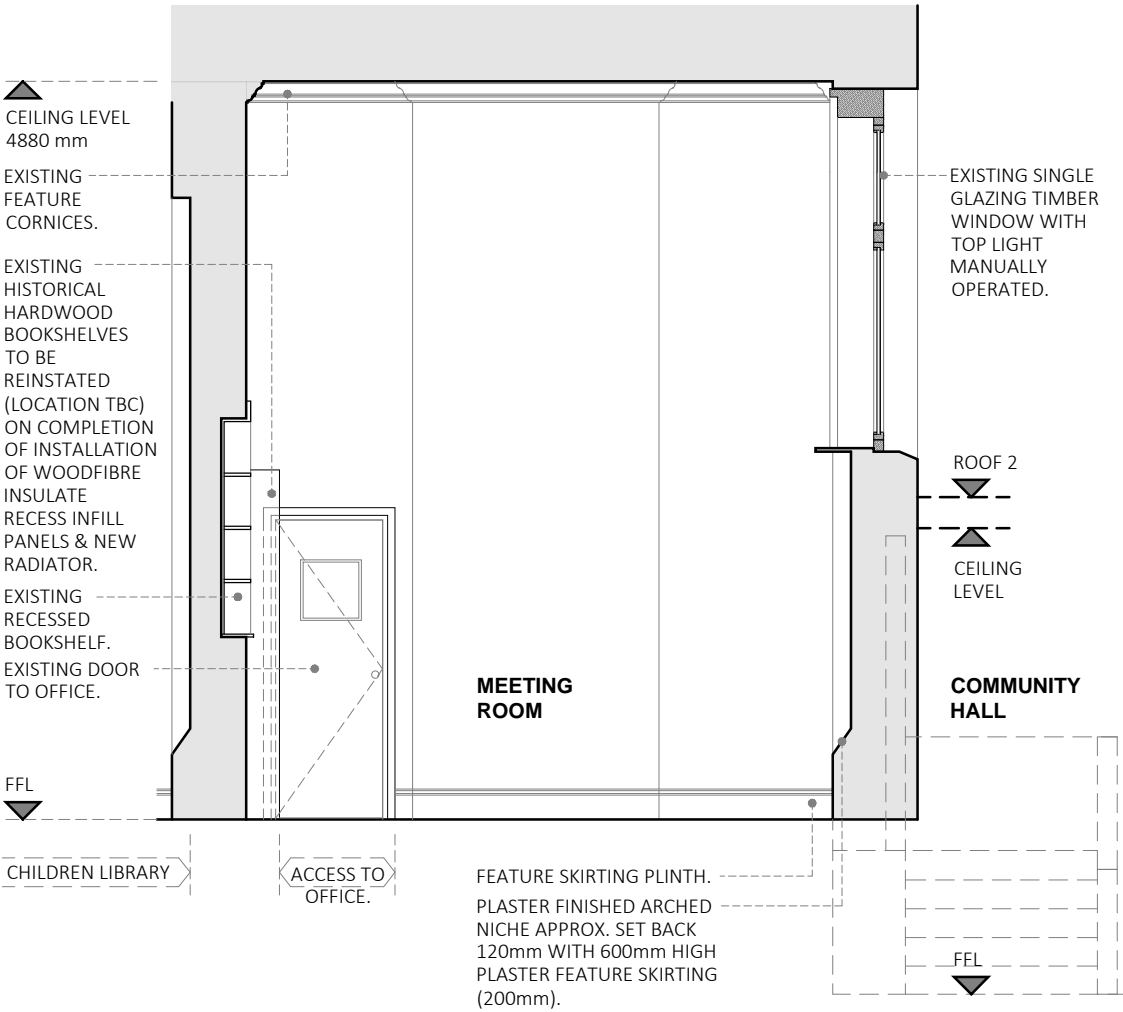 CEILING LEVEL
4880 mm
EXISTING
FEATURE
CORNICES.
EXISTING
HISTORICAL
HARDWOOD
BOOKSHELVES
TO BE
REINSTATED
(LOCATION TBC)
ON COMPLETION
OF INSTALLATION
OF WOODFIBRE
INSULATE
RECESS INFILL
PANELS & NEW
RADIATOR.
EXISTING
RECESSED
BOOKSHELF.
EXISTING DOOR
TO OFFICE.
FFL
CHILDREN LIBRARY
ACCESS TO
OFFICE.
MEETING
ROOM
FEATURE SKIRTING PLINTH.
PLASTER FINISHED ARCHED
NICHE APPROX. SET BACK
120mm WITH 600mm HIGH
PLASTER FEATURE SKIRTING
(200mm).
EXISTING SINGLE
GLAZING TIMBER
WINDOW WITH
TOP LIGHT
MANUALLY
OPERATED.
ROOF 2
CEILING
LEVEL
COMMUNITY
HALL
FFL